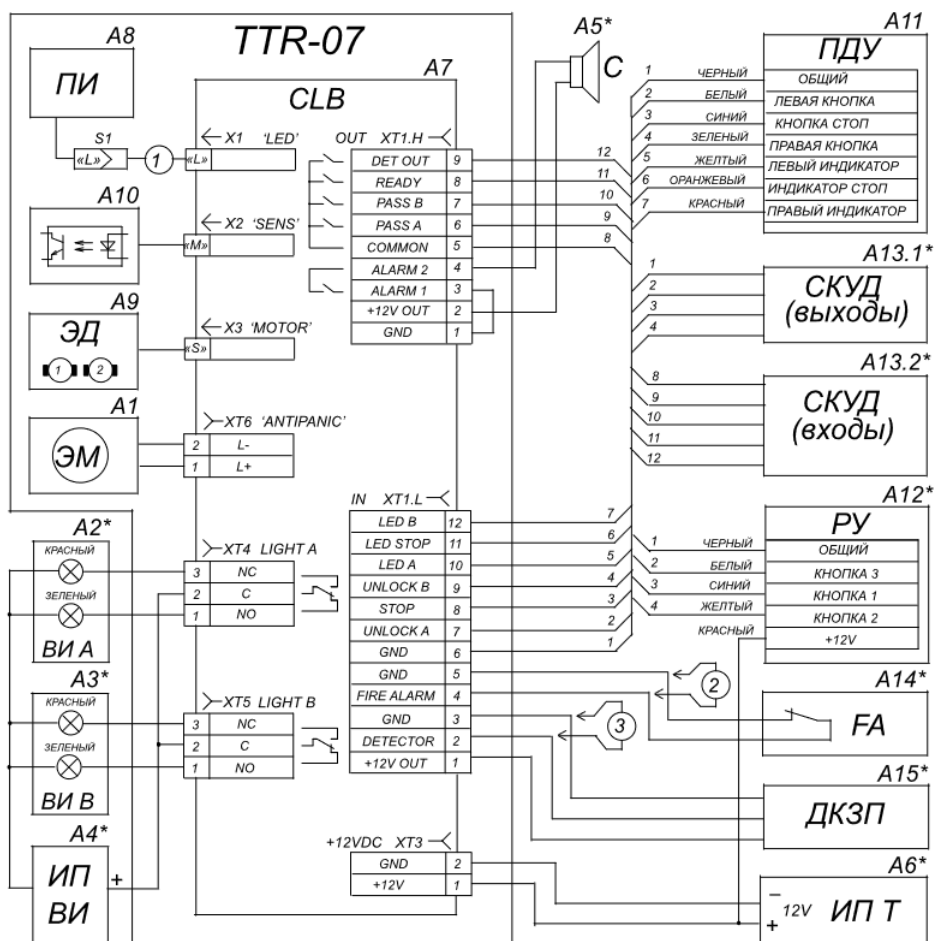 TTR-07
A8
ПИ
S1
«L»
1
A7
CLB
X1 'LED'
«L»
A10
X2 'SENS'
«M»
A9
ЭД
1 2
X3 'MOTOR'
«S»
A1
ЭМ
XT6 'ANTIPANIC'
2 L-
1 L+
OUT XT1.H
DET OUT 9
READY 8
PASS B 7
PASS A 6
COMMON 5
ALARM 2 4
ALARM 1 3
+12V OUT 2
GND 1
A5*
C
12
11
10
9
8
A11
ПДУ
1 ЧЕРНЫЙ ОБЩИЙ
2 БЕЛЫЙ ЛЕВАЯ КНОПКА
3 СИНИЙ КНОПКА СТОП
4 ЗЕЛЕНЫЙ ПРАВАЯ КНОПКА
5 ЖЕЛТЫЙ ЛЕВЫЙ ИНДИКАТОР
6 ОРАНЖЕВЫЙ ИНДИКАТОР СТОП
7 КРАСНЫЙ ПРАВЫЙ ИНДИКАТОР
A13.1*
СКУД
(выходы)
1
2
3
4
A13.2*
СКУД
(входы)
8
9
10
11
12
A2*
КРАСНЫЙ
ЗЕЛЕНЫЙ
ВИ А
XT4 LIGHT A
3 NC
2 C
1 NO
A3*
КРАСНЫЙ
ЗЕЛЕНЫЙ
ВИ В
XT5 LIGHT B
3 NC
2 C
1 NO
A4*
ИП
ВИ
+
IN XT1.L
LED B 12
LED STOP 11
LED A 10
UNLOCK B 9
STOP 8
UNLOCK A 7
GND 6
GND 5
FIRE ALARM 4
GND 3
DETECTOR 2
+12V OUT 1
7
6
5
4
3
2
1
A12*
РУ
1 ЧЕРНЫЙ ОБЩИЙ
2 БЕЛЫЙ КНОПКА 3
3 СИНИЙ КНОПКА 1
4 ЖЕЛТЫЙ КНОПКА 2
КРАСНЫЙ +12V
2
3
A14*
FA
A15*
ДКЗП
+12VDC XT3
GND 2
+12V 1
A6*
–
+
12V ИП Т